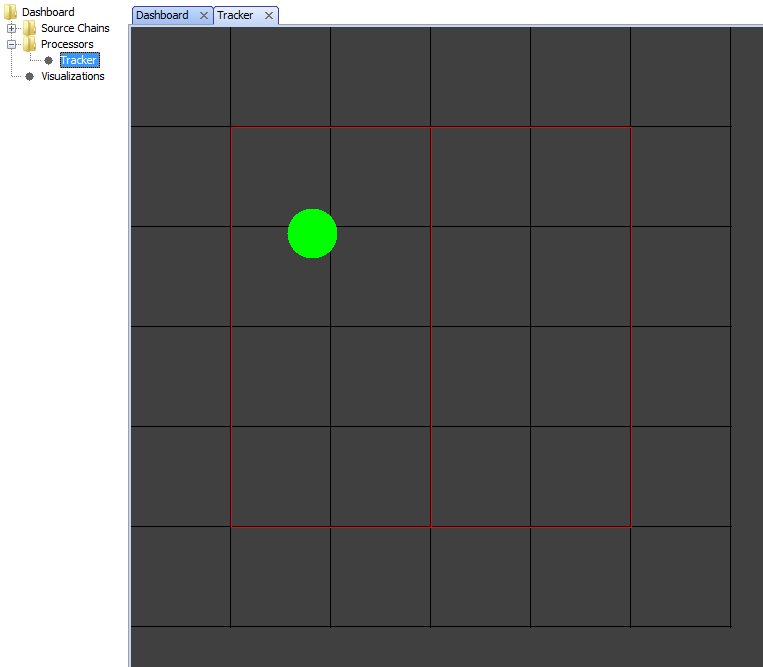 Dashboard
Source Chains
Processors
Tracker
Visualizations
Dashboard Tracker